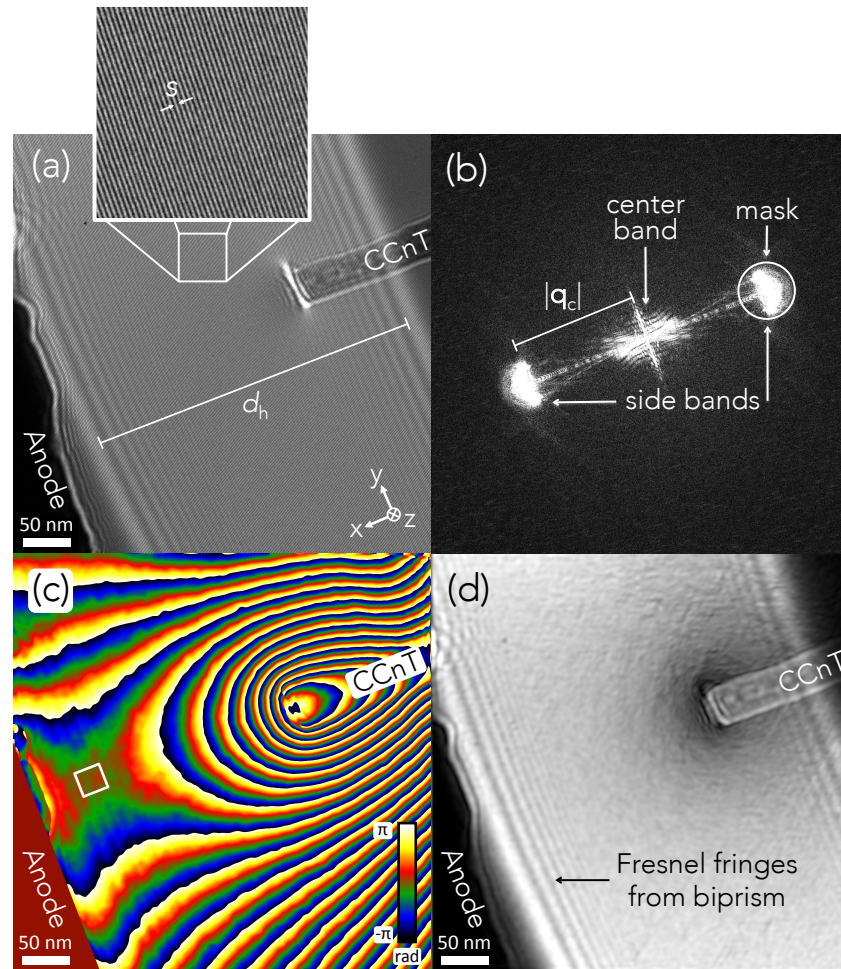 s
(a)
CCnT
d_h
Anode
y
x
z
50 nm
(b)
center
band
mask
|q_c|
side bands
(c)
CCnT
Anode
π
-π
rad
50 nm
(d)
CCnT
Fresnel fringes
from biprism
Anode
50 nm